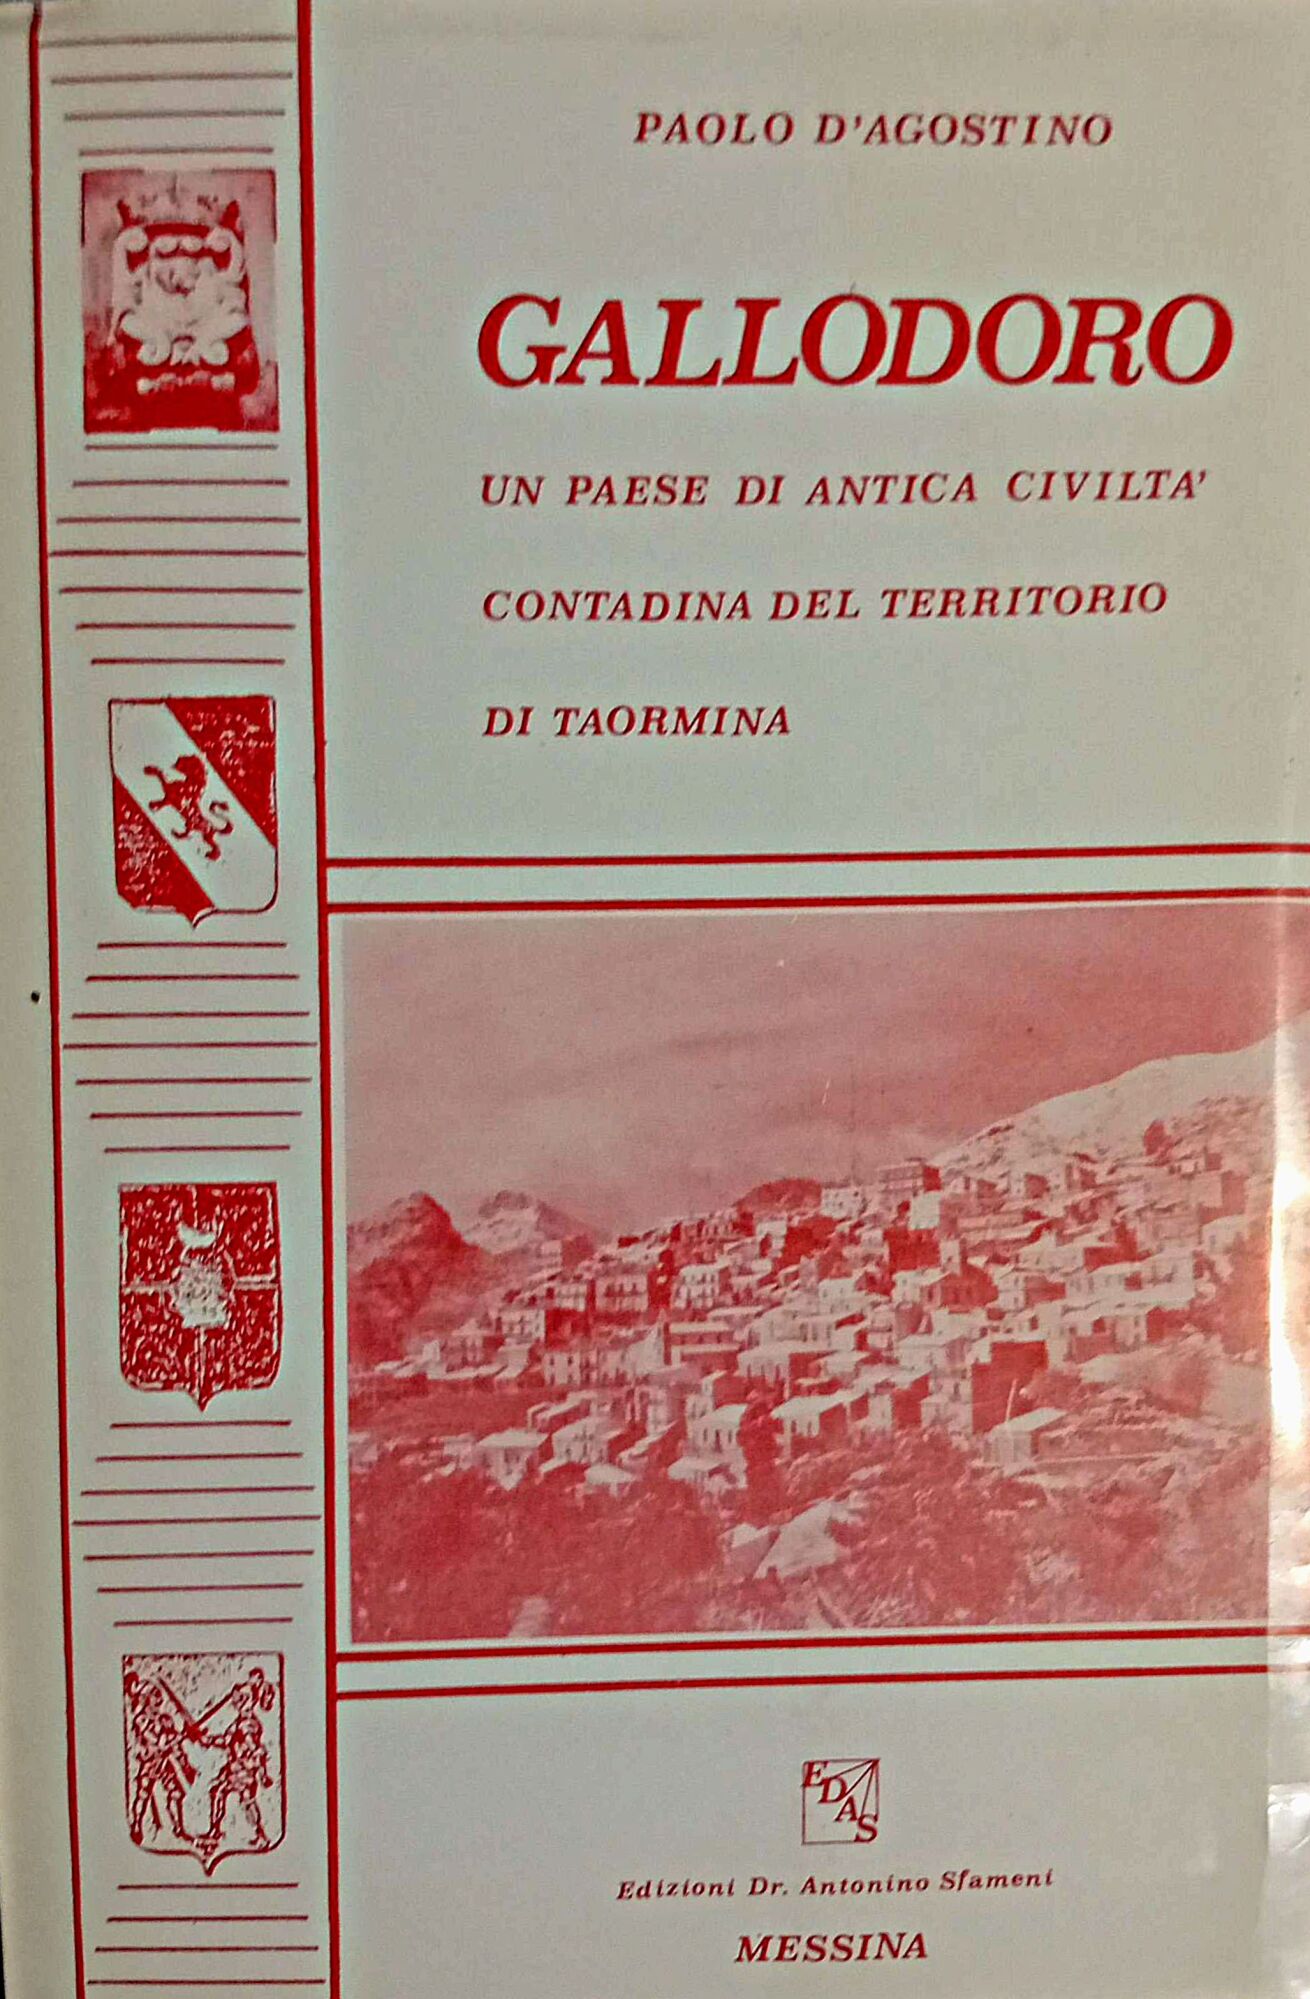 PAOLO D'AGOSTINO
GALLODORO
UN PAESE DI ANTICA CIVILTA'
CONTADINA DEL TERRITORIO
DI TAORMINA
EDAS
Edizioni Dr. Antonino Sfameni
MESSINA